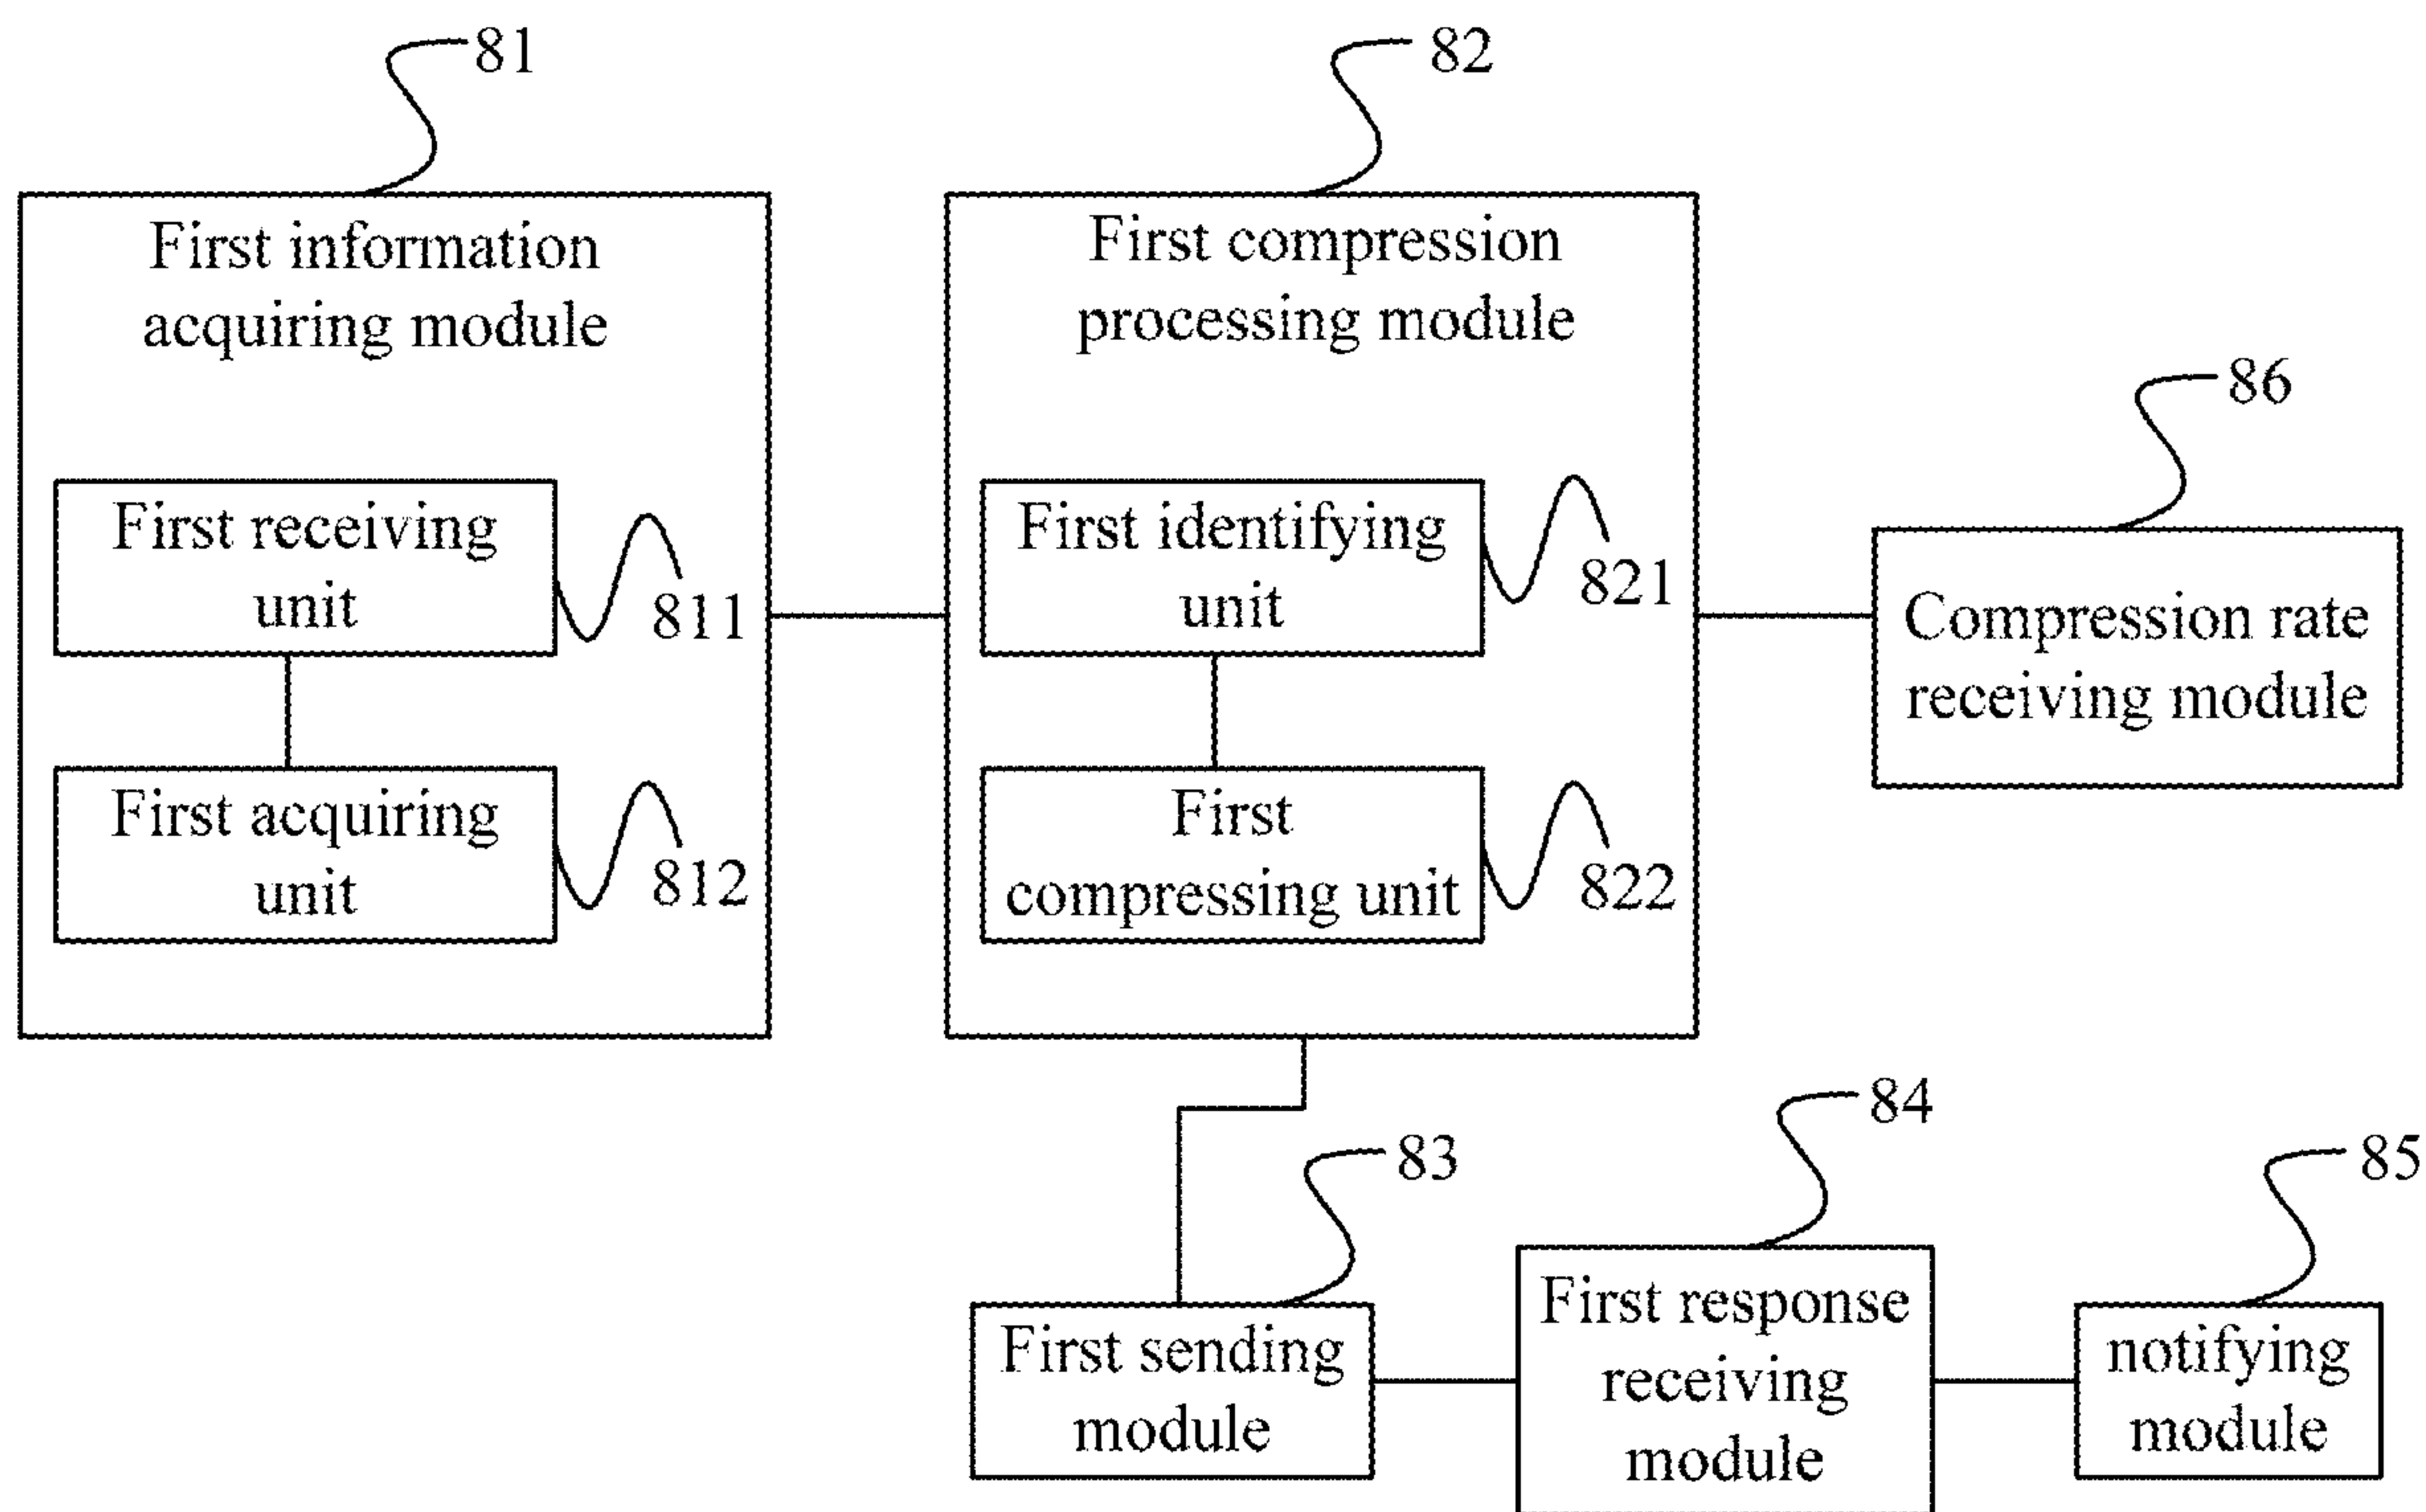 81
First information
acquiring module
First receiving
unit
811
First acquiring
unit
812
82
First compression
processing module
First identifying
unit
821
First
compressing unit
822
86
Compression rate
receiving module
83
First sending
module
84
First response
receiving
module
85
notifying
module